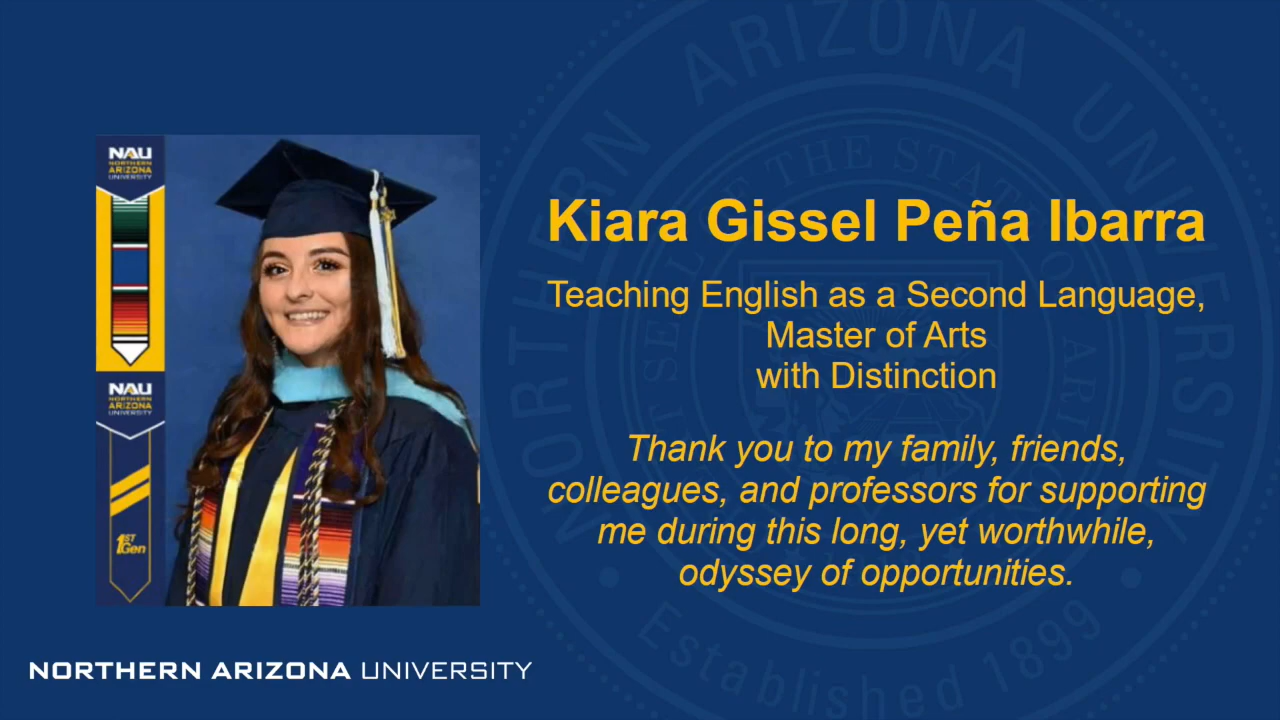 NAU
NORTHERN
ARIZONA
UNIVERSITY
NAU
NORTHERN
ARIZONA
UNIVERSITY
1ST
Gen
Kiara Gissel Peña Ibarra
Teaching English as a Second Language,
Master of Arts
with Distinction
Thank you to my family, friends,
colleagues, and professors for supporting
me during this long, yet worthwhile,
odyssey of opportunities.
NORTHERN ARIZONA UNIVERSITY
NORTHERN ARIZONA UNIVERSITY
Established 1899